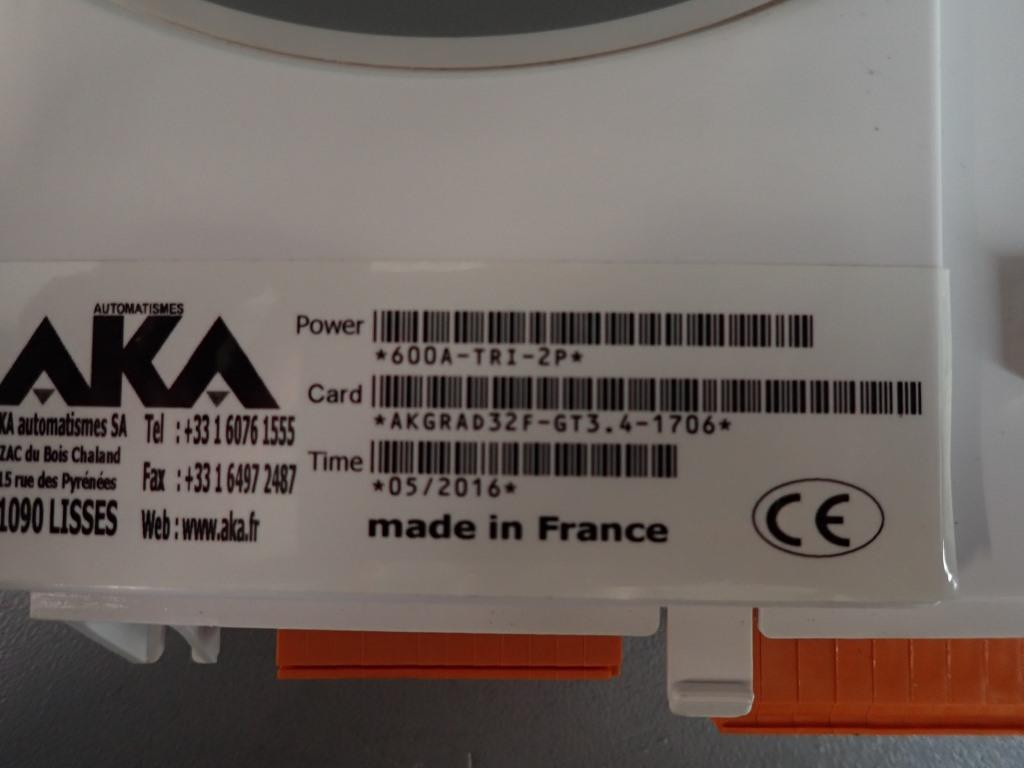 AUTOMATISMES
AKA
KA automatismes SA
ZAC du Bois Chaland
15 rue des Pyrénées
1090 LISSES
Tel : +33 1 6076 1555
Fax : +33 1 6497 2487
Web : www.aka.fr
Power
*600A-TRI-2P*
Card
*AKGRAD32F-GT3.4-1706*
Time
*05/2016*
made in France
CE